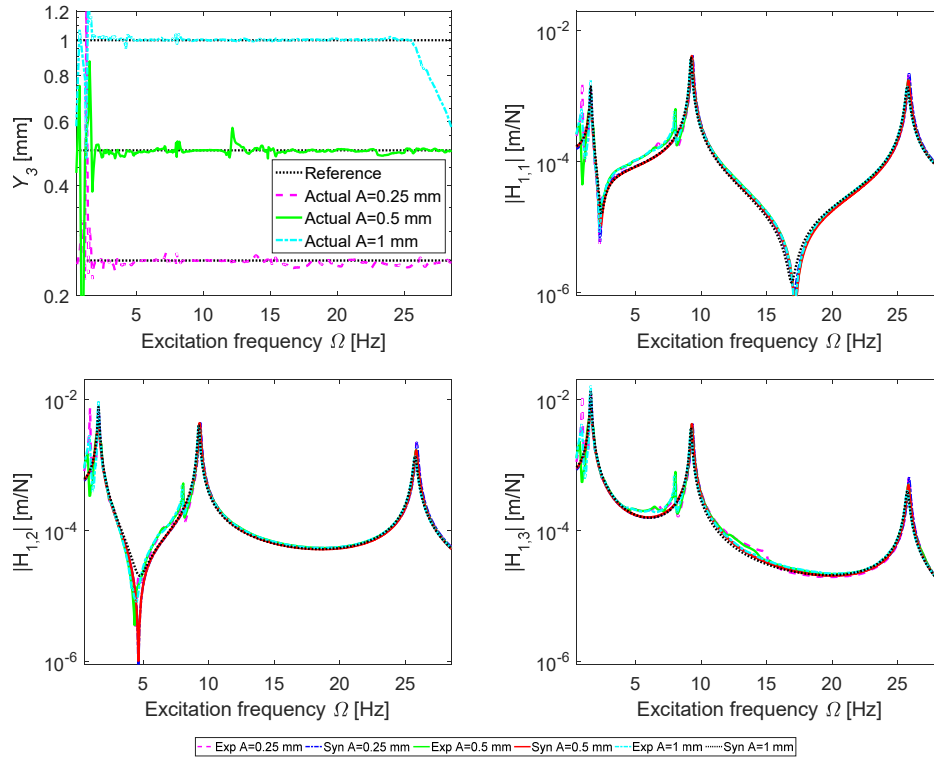 1.2
1
0.8
0.6
0.4
0.2
Y3 [mm]
Reference
Actual A=0.25 mm
Actual A=0.5 mm
Actual A=1 mm
5 10 15 20 25
Excitation frequency Ω [Hz]
10-2
10-4
10-6
|H1,1| [m/N]
5 10 15 20 25
Excitation frequency Ω [Hz]
10-2
10-4
10-6
|H1,2| [m/N]
5 10 15 20 25
Excitation frequency Ω [Hz]
10-2
10-4
10-6
|H1,3| [m/N]
5 10 15 20 25
Excitation frequency Ω [Hz]
Exp A=0.25 mm Syn A=0.25 mm Exp A=0.5 mm Syn A=0.5 mm Exp A=1 mm Syn A=1 mm